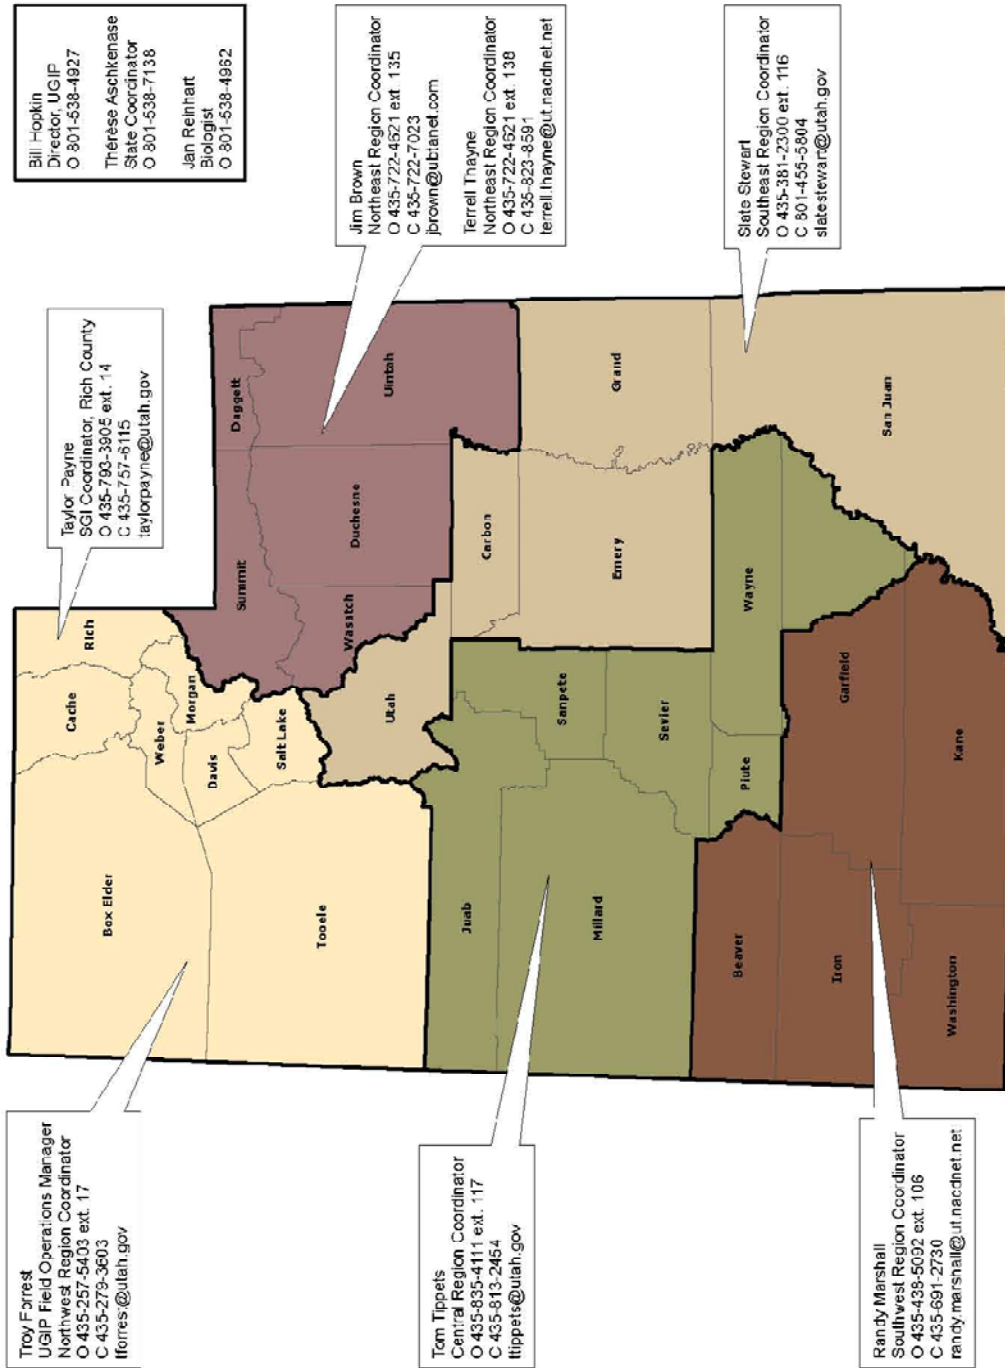 Bill Hopkin
Director, UGIP
O 801-538-4927
Thérèse Aschkenase
State Coordinator
O 801-538-7138
Jan Reinhart
Biologist
O 801-538-4962
Taylor Payne
SGI Coordinator, Rich County
O 435-793-3905 ext. 14
C 435-757-6115
taylorpayne@utah.gov
Jim Brown
Northeast Region Coordinator
O 435-722-4621 ext. 135
C 435-722-7023
jbrown@ubtanet.com
Terrell Thayne
Northeast Region Coordinator
O 435-722-4621 ext. 138
C 435-823-8591
terrell.thayne@ut.nacdnet.net
Slate Stewart
Southeast Region Coordinator
O 435-381-2300 ext. 116
C 801-455-5804
slatestewart@utah.gov
Troy Forrest
UGIP Field Operations Manager
Northwest Region Coordinator
O 435-257-5403 ext. 17
C 435-279-3603
tforrest@utah.gov
Tom Tippets
Central Region Coordinator
O 435-835-4111 ext. 117
C 435-813-2454
ttippets@utah.gov
Randy Marshall
Southwest Region Coordinator
O 435-438-5092 ext. 106
C 435-691-2730
randy.marshall@ut.nacdnet.net
Box Elder
Cache
Rich
Weber
Morgan
Davis
Salt Lake
Tooele
Summit
Daggett
Wasatch
Duchesne
Uintah
Utah
Juab
Carbon
Sanpete
Millard
Emery
Grand
Sevier
Beaver
Piute
Wayne
Iron
Garfield
San Juan
Washington
Kane